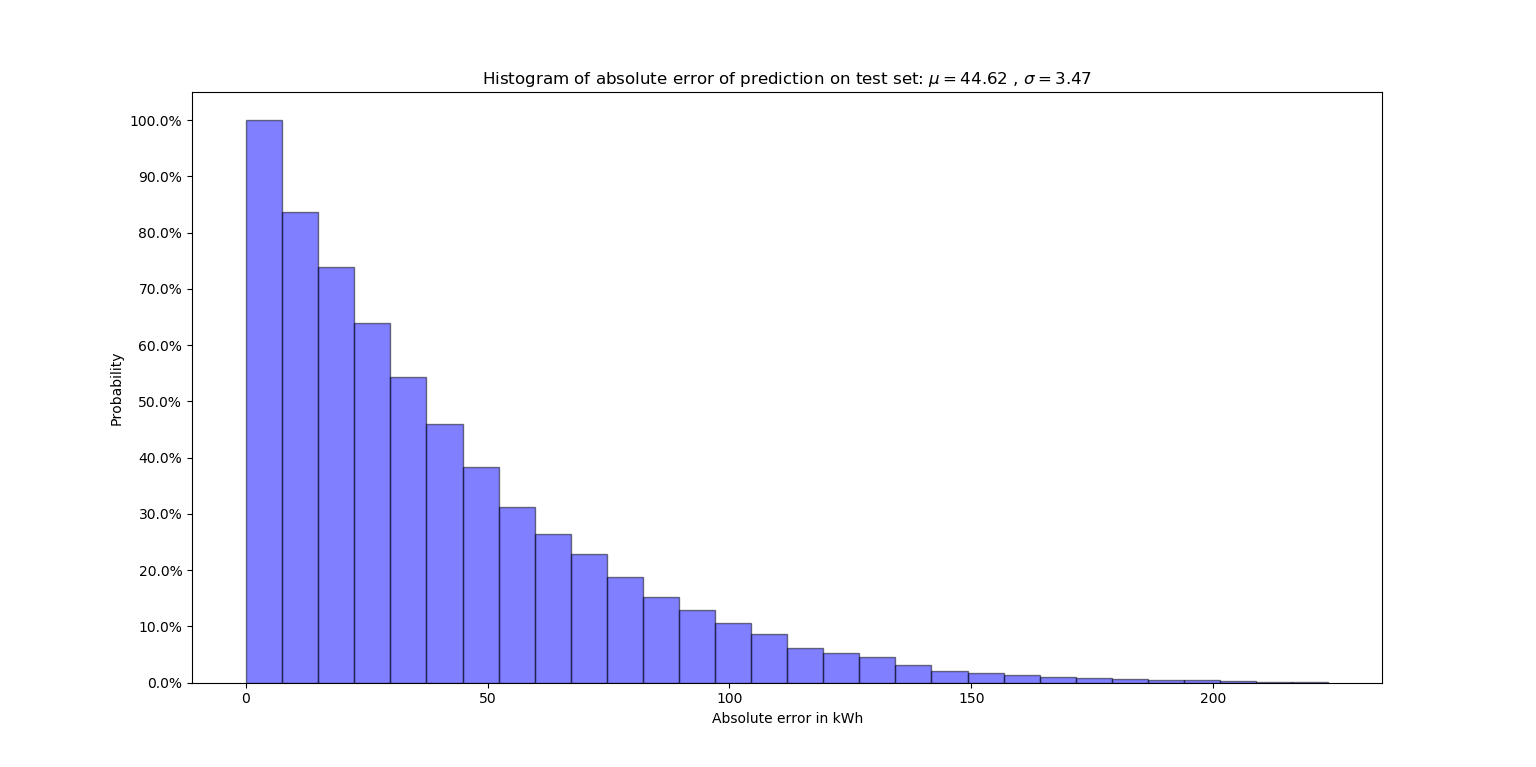 Histogram of absolute error of prediction on test set: μ = 44.62 , σ = 3.47
100.0%
90.0%
80.0%
70.0%
60.0%
50.0%
40.0%
30.0%
20.0%
10.0%
0.0%
Probability
0 50 100 150 200
Absolute error in kWh